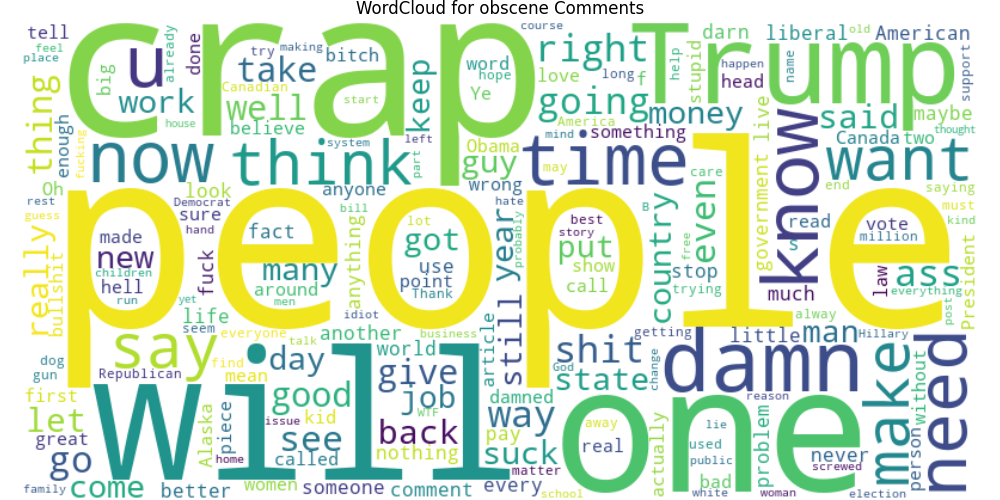 WordCloud for obscene Comments
tell
feel
place
big
crap
already
done
u
try
making
bitch
take
Canadian
work
well
believe
start
house
keep
word
hope
Ye
course
right
love
long
f
help
stupid
darn
happen
head
name
liberal
old
American
support
Trump
going
money
said
maybe
thought
America
something
mind
thing
enough
fucking
now
think
system
left
part
Obama
guy
time
may
live
government
know
Canada
two
want
Oh
rest
guess
Democrat
look
sure
hand
anyone
bill
wrong
hate
probably
care
even
free
B
country
end
saying
must
kind
people
really
bullshit
made
new
children
hell
run
yet
fuck
fact
many
around
men
life
seem
anything
lot
got
use
point
Thank
year
still
best
story
put
show
call
stop
trying
much
read
s
vote
million
law
ass
everything
post
President
alway
idiot
everyone
another
business
getting
little
man
Hillary
say
talk
find
mean
day
world
article
shit
God
state
change
damn
reason
make
without
need
dog
gun
Republican
first
let
great
go
come
family
better
Alaska
piece
home
issue
women
will
good
kid
see
called
someone
give
job
WTF
back
nothing
comment
damned
way
pay
suck
matter
every
school
one
away
real
actually
lie
used
public
bad
white
problem
woman
never
screwed
election
person